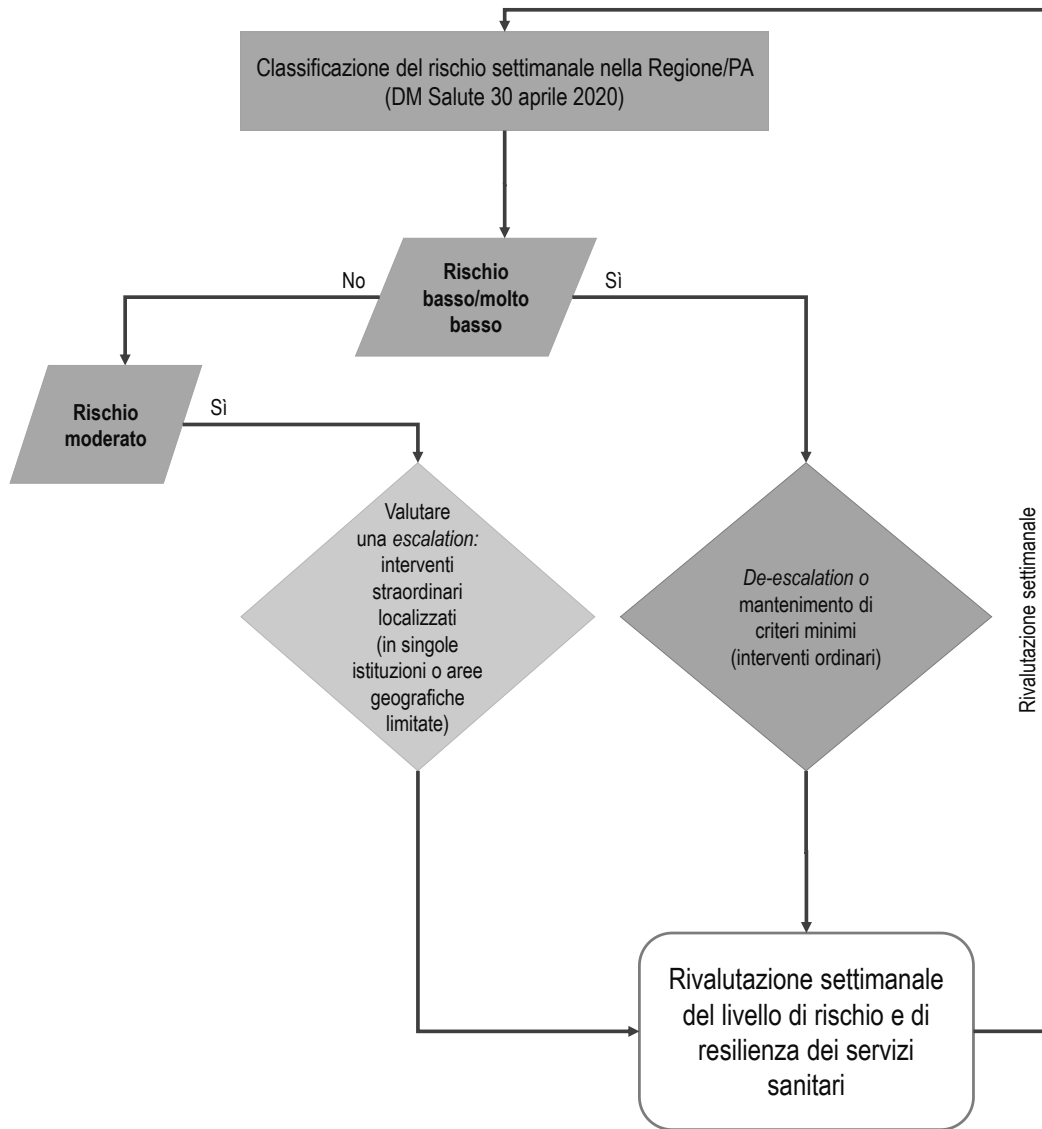 Classificazione del rischio settimanale nella Regione/PA
(DM Salute 30 aprile 2020)
No
Rischio
basso/molto
basso
Sì
Rischio
moderato
Sì
Valutare
una escalation:
interventi
straordinari
localizzati
(in singole
istituzioni o aree
geografiche
limitate)
De-escalation o
mantenimento di
criteri minimi
(interventi ordinari)
Rivalutazione settimanale
Rivalutazione settimanale
del livello di rischio e di
resilienza dei servizi
sanitari